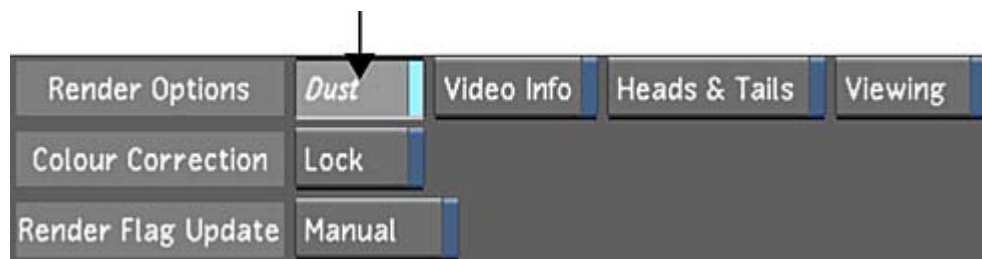 Render Options Dust Video Info Heads & Tails Viewing
Colour Correction Lock
Render Flag Update Manual